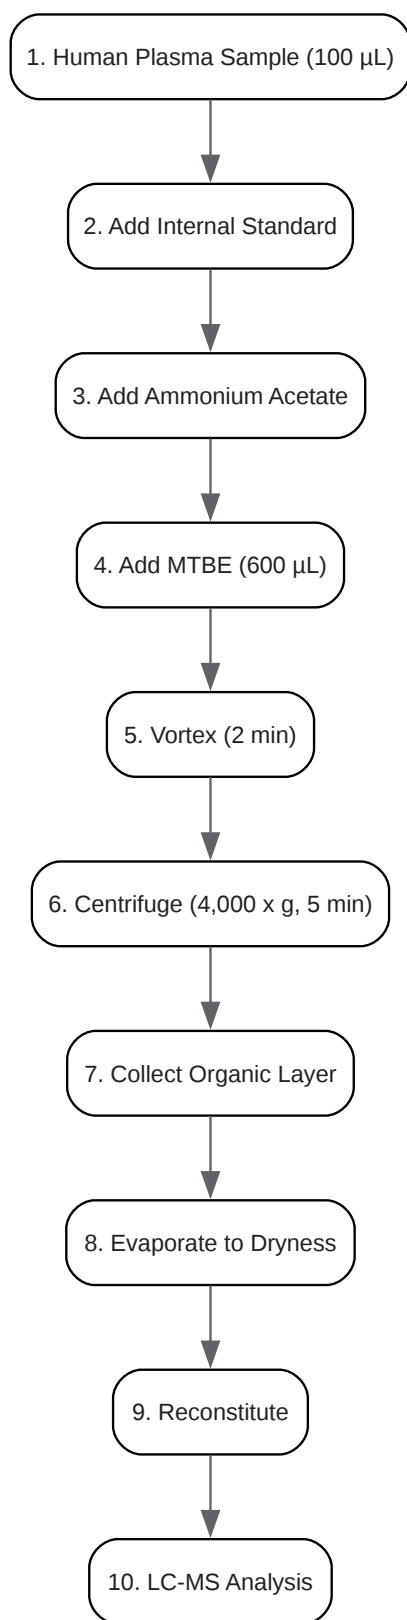 1. Human Plasma Sample (100 µL)
2. Add Internal Standard
3. Add Ammonium Acetate
4. Add MTBE (600 µL)
5. Vortex (2 min)
6. Centrifuge (4,000 x g, 5 min)
7. Collect Organic Layer
8. Evaporate to Dryness
9. Reconstitute
10. LC-MS Analysis